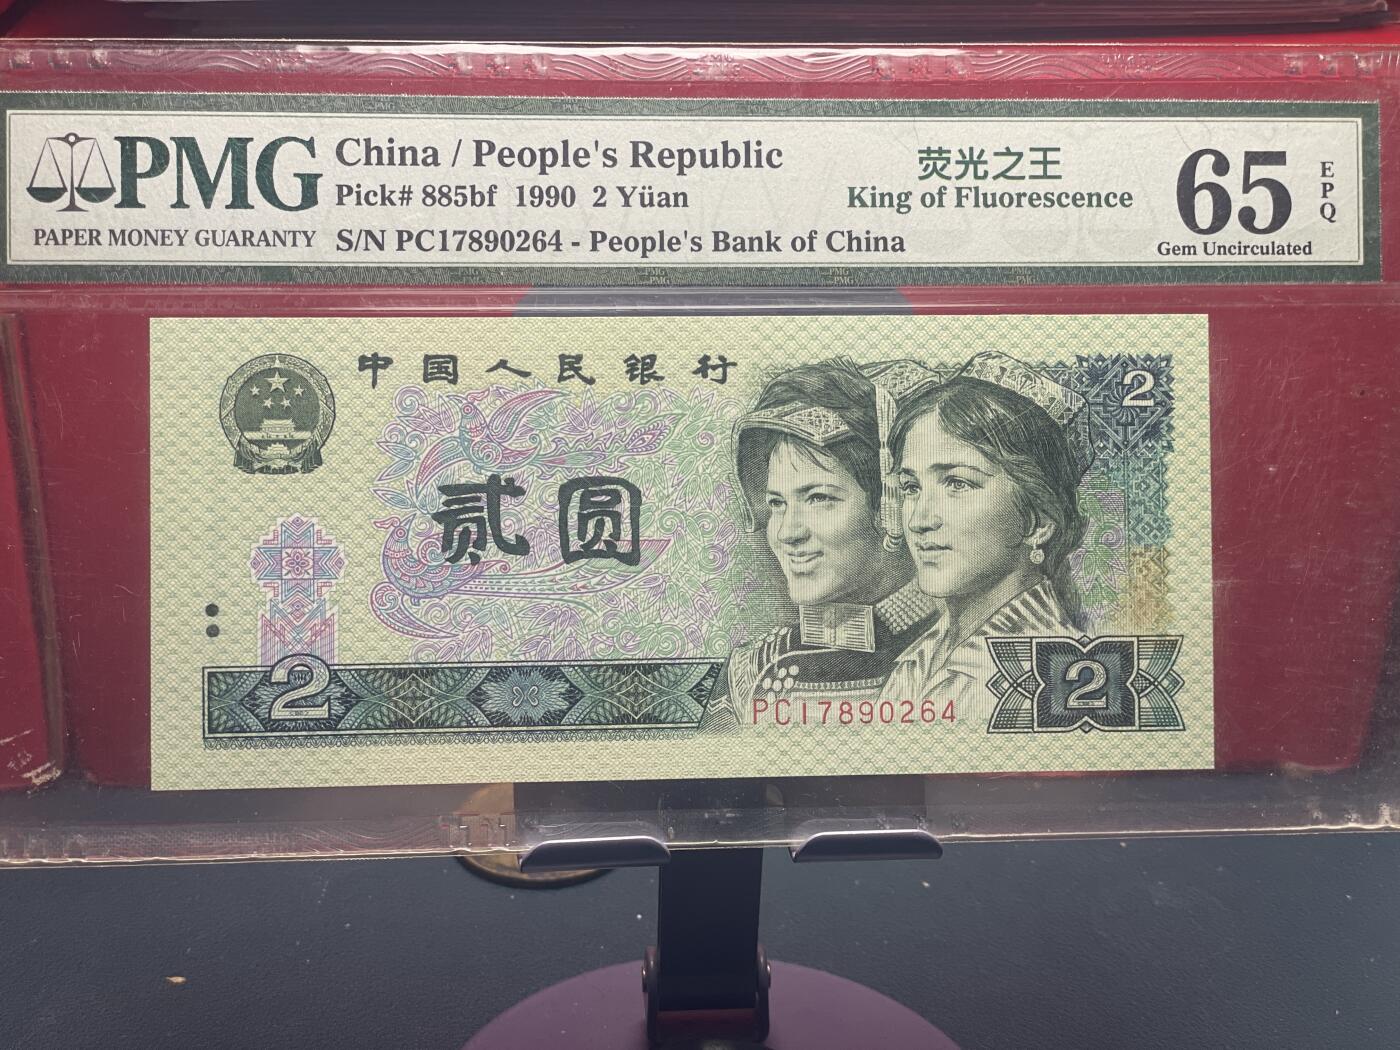 PMG
PAPER MONEY GUARANTY
China / People's Republic
Pick# 885bf 1990 2 Yüan
S/N PC17890264 - People's Bank of China
荧光之王
King of Fluorescence
65
EPQ
Gem Uncirculated
中国人民银行
2
贰圆
2
PC17890264
2